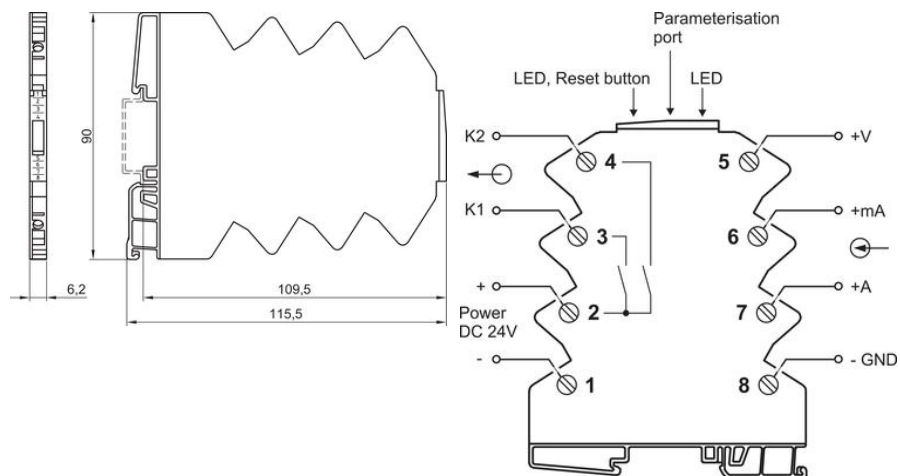 Parameterisation
port
LED, Reset button
LED
K2
4
5
+V
K1
3
6
+mA
+
2
7
+A
Power
DC 24V
-
1
8
- GND
90
6,2
109,5
115,5